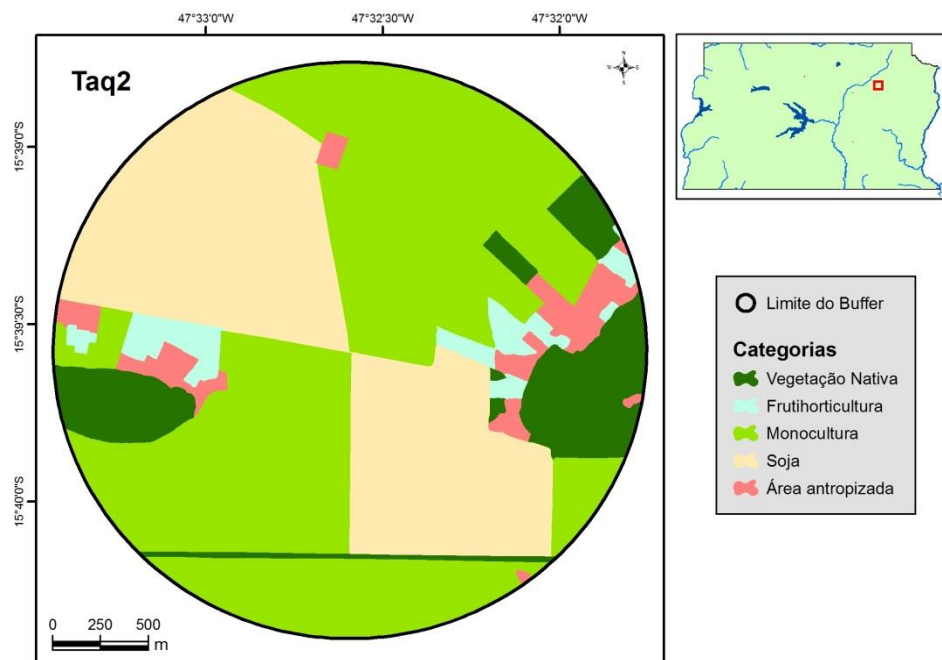 47°33'0"W 47°32'30"W 47°32'0"W
Taq2
N
W E
S
15°39'0"S
15°39'30"S
15°40'0"S
0 250 500
m
Limite do Buffer
Categorias
Vegetação Nativa
Frutihorticultura
Monocultura
Soja
Área antropizada